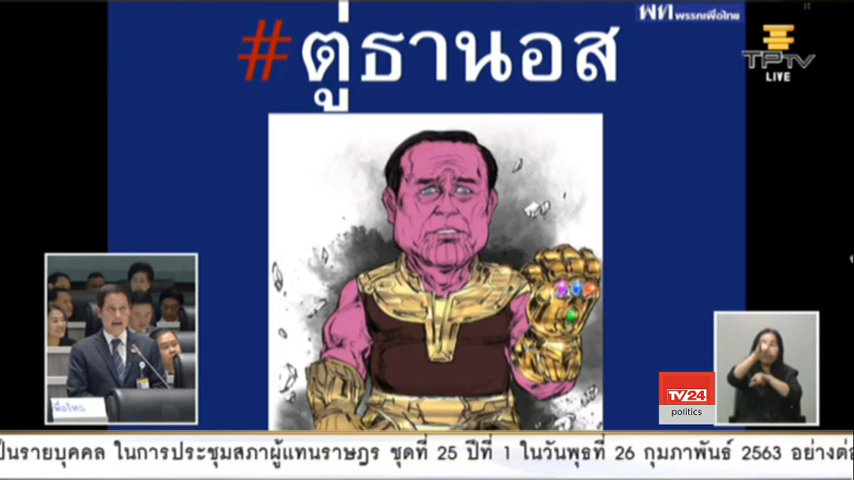 พท พรรคเพื่อไทย
#ตู่ธานอส
TPTV
LIVE
เพื่อไทย
TV24
politics
เป็นรายบุคคล ในการประชุมสภาผู้แทนราษฎร ชุดที่ 25 ปีที่ 1 ในวันพุธที่ 26 กุมภาพันธ์ 2563 อย่างต่อ